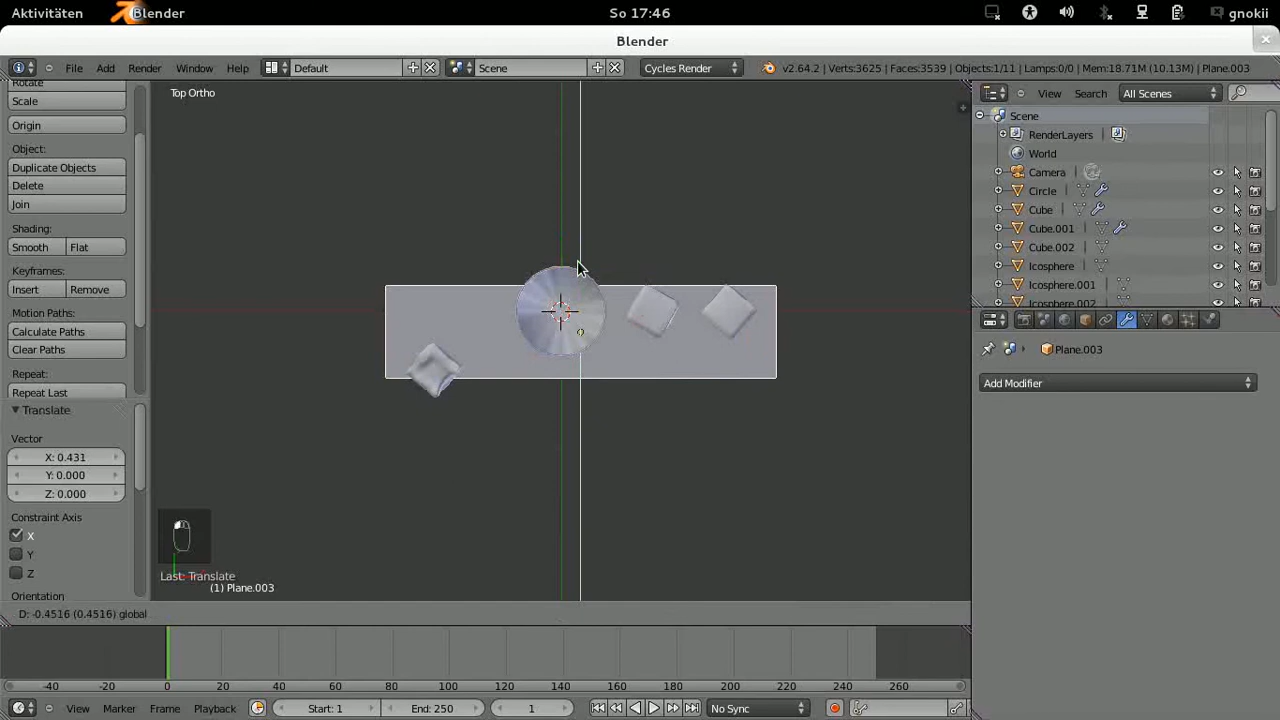 Aktivitäten Blender So 17:46 gnokii
Blender
File Add Render Window Help Default Scene Cycles Render v2.64.2 | Verts:3625 | Faces:3539 | Objects:1/11 | Lamps:0/0 | Mem:18.71M (10.13M) | Plane.003
Rotate
Scale
Origin
Object:
Duplicate Objects
Delete
Join
Shading:
Smooth Flat
Keyframes:
Insert Remove
Motion Paths:
Calculate Paths
Clear Paths
Repeat:
Repeat Last
Translate
Vector
X: 0.431
Y: 0.000
Z: 0.000
Constraint Axis
X
Y
Z
Orientation
Top Ortho
Last: Translate
(1) Plane.003
D: -0.4516 (0.4516) global
View Search All Scenes
Scene
RenderLayers
World
Camera
Circle
Cube
Cube.001
Cube.002
Icosphere
Icosphere.001
Icosphere.002
Plane.003
Add Modifier
-40 -20 0 20 40 60 80 100 120 140 160 180 200 220 240 260
View Marker Frame Playback Start: 1 End: 250 1 No Sync